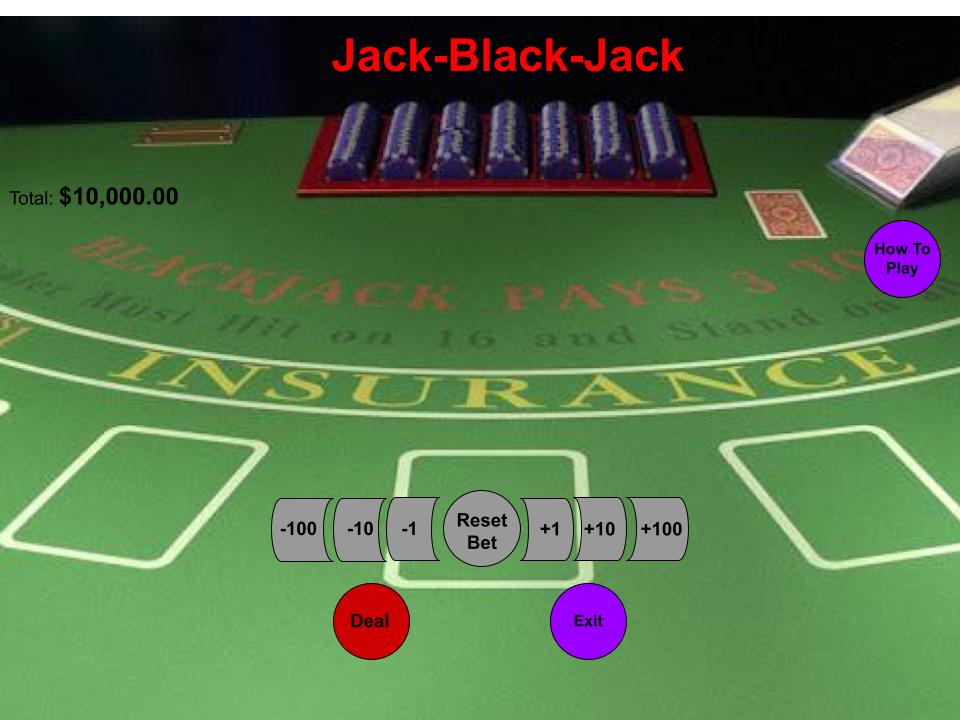 Jack-Black-Jack
Total: $10,000.00
How To
Play
BLACKJACK PAYS 3 TO
Must Hit on 16 and Stand on all
INSURANCE
-100
-10
-1
Reset
Bet
+1
+10
+100
Deal
Exit